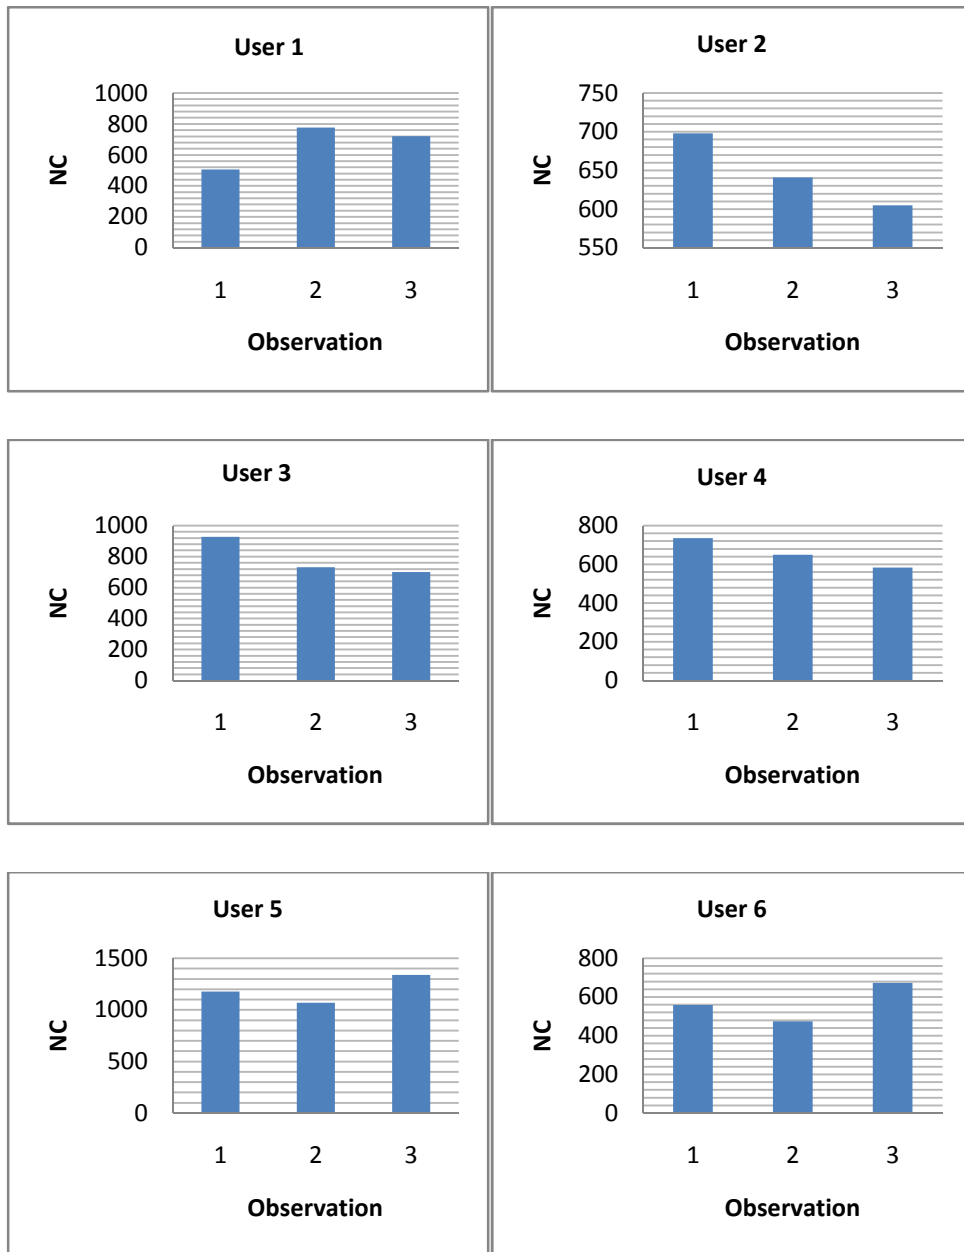 User 1
1000
800
600
400
200
0
NC
1 2 3
Observation
User 2
750
700
650
600
550
NC
1 2 3
Observation
User 3
1000
800
600
400
200
0
NC
1 2 3
Observation
User 4
800
600
400
200
0
NC
1 2 3
Observation
User 5
1500
1000
500
0
NC
1 2 3
Observation
User 6
800
600
400
200
0
NC
1 2 3
Observation